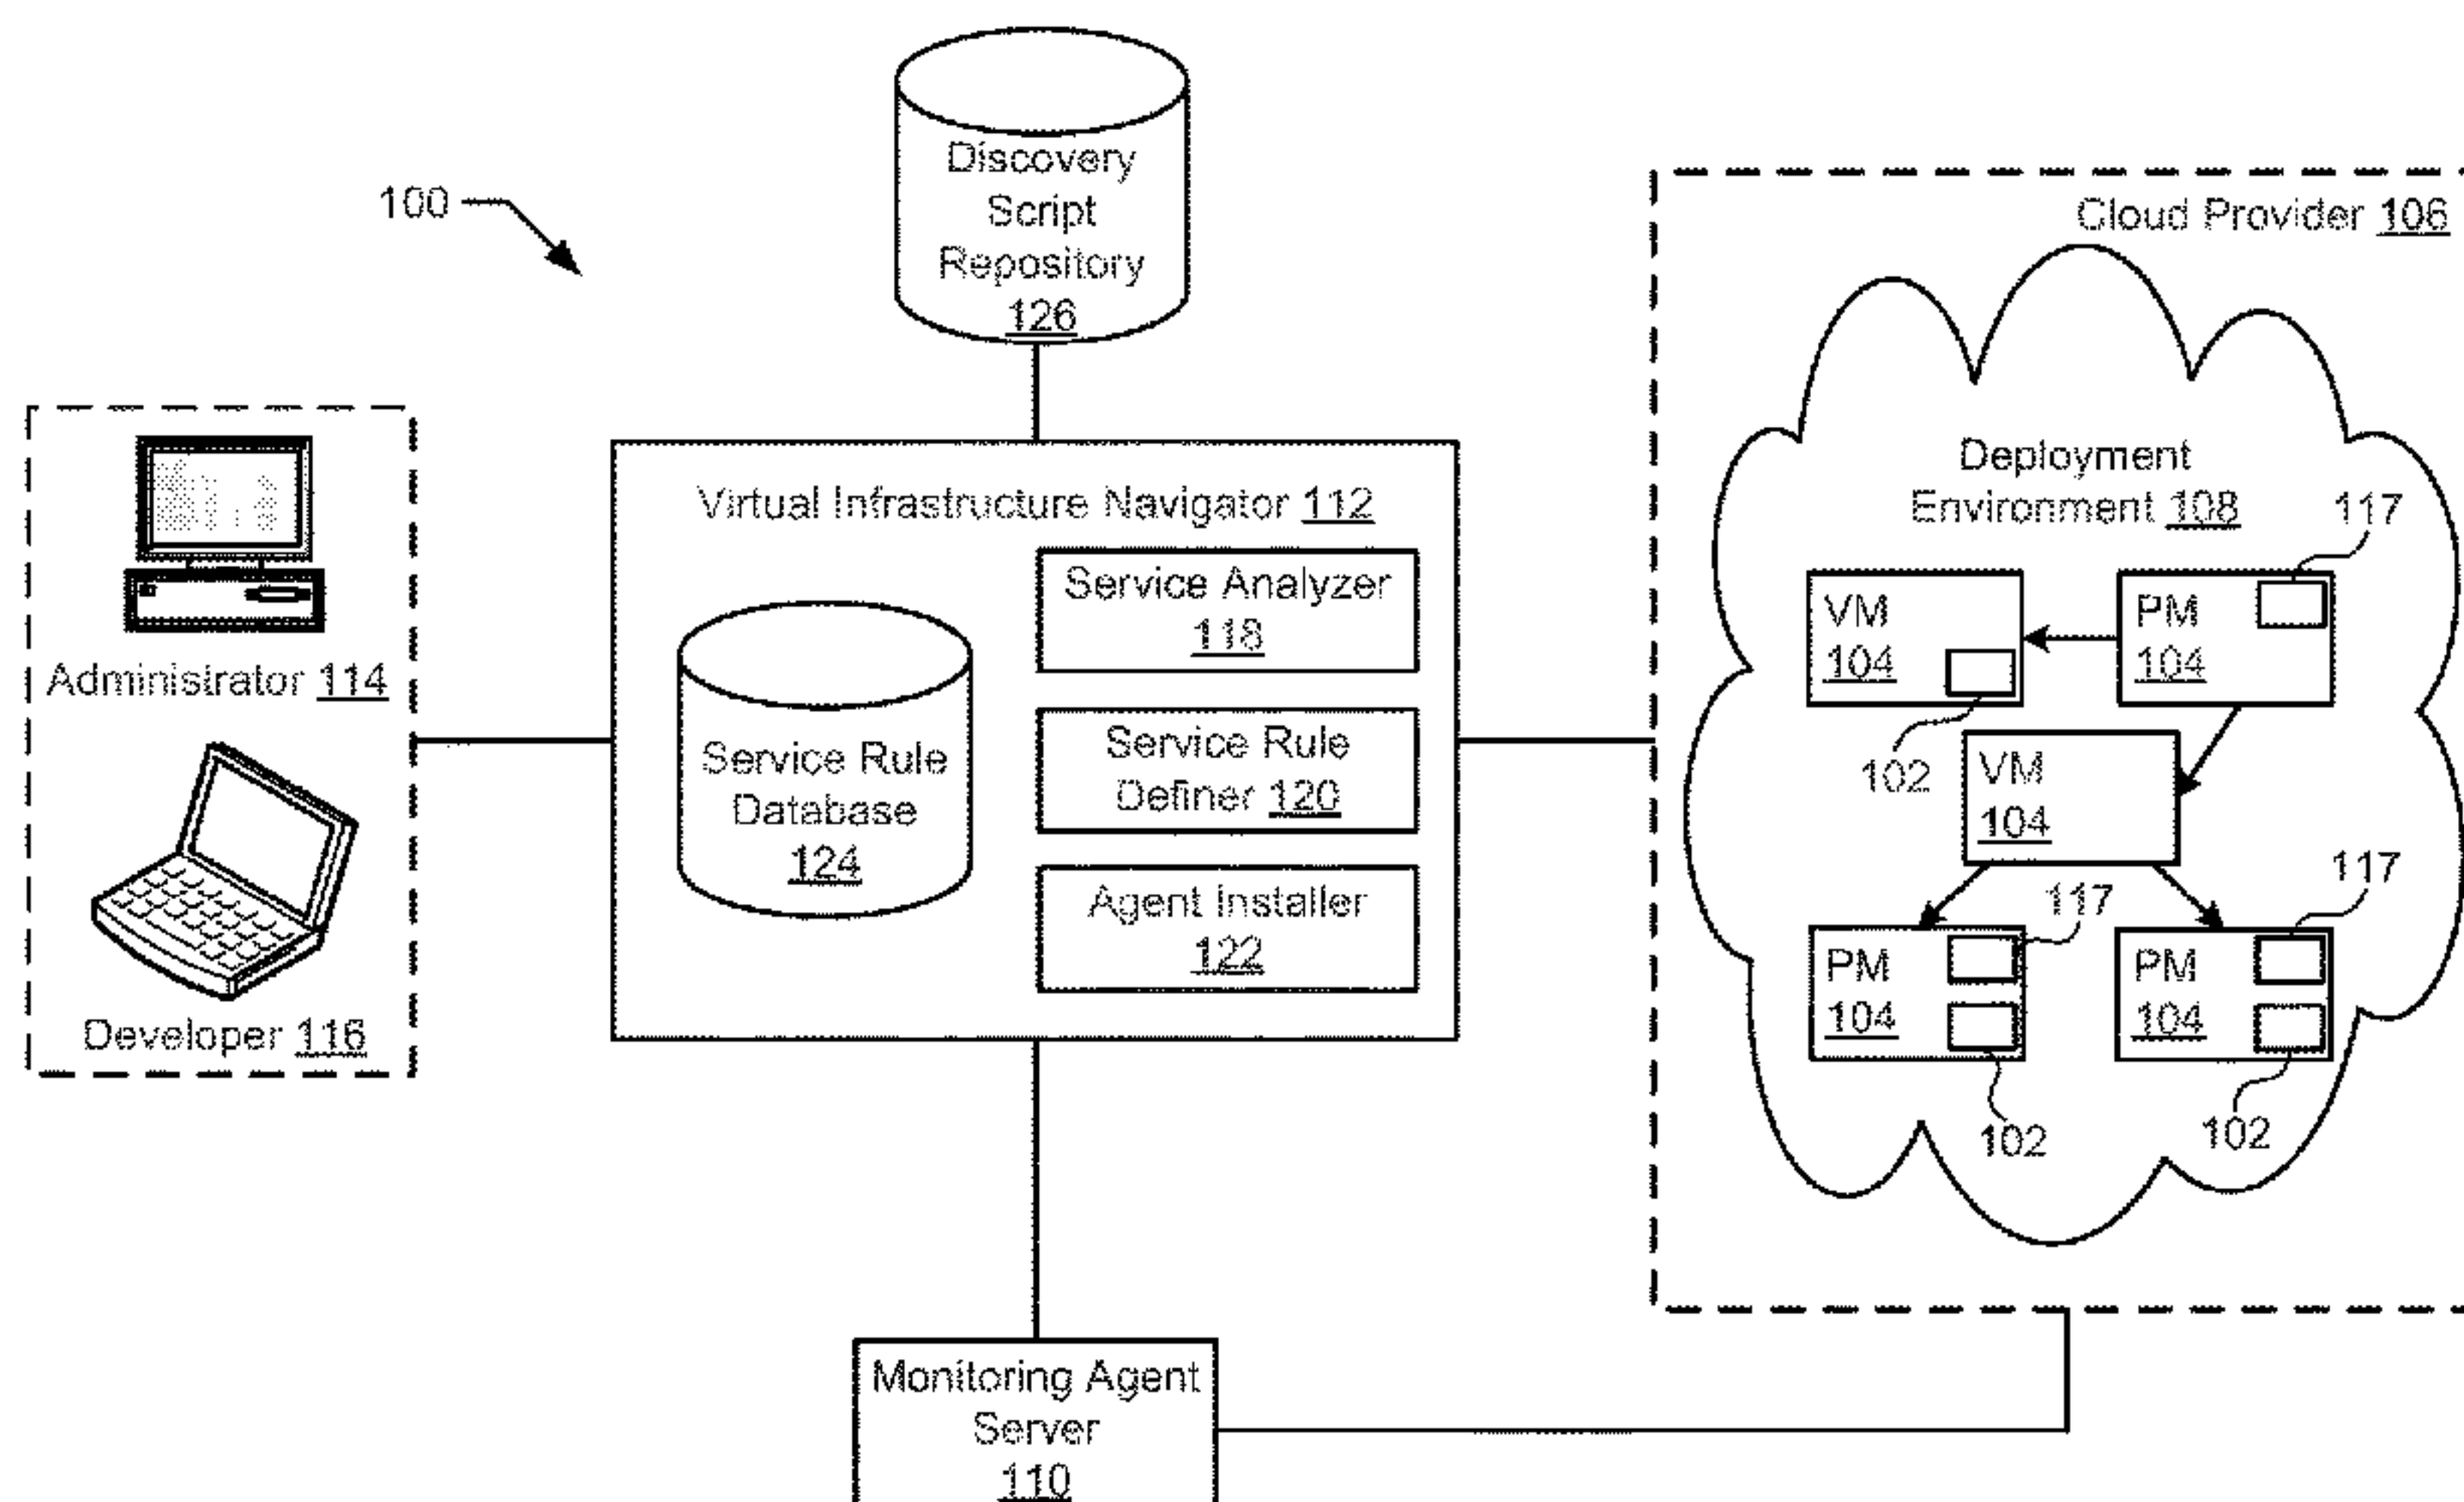 100
Discovery
Script
Repository
126
Cloud Provider 106
Deployment
Environment 108
117
VM
104
PM
104
102
VM
104
117
117
PM
104
PM
104
102
102
Administrator 114
Developer 116
Virtual Infrastructure Navigator 112
Service Analyzer
118
Service Rule
Database
124
Service Rule
Definer 120
Agent Installer
122
Monitoring Agent
Server
110